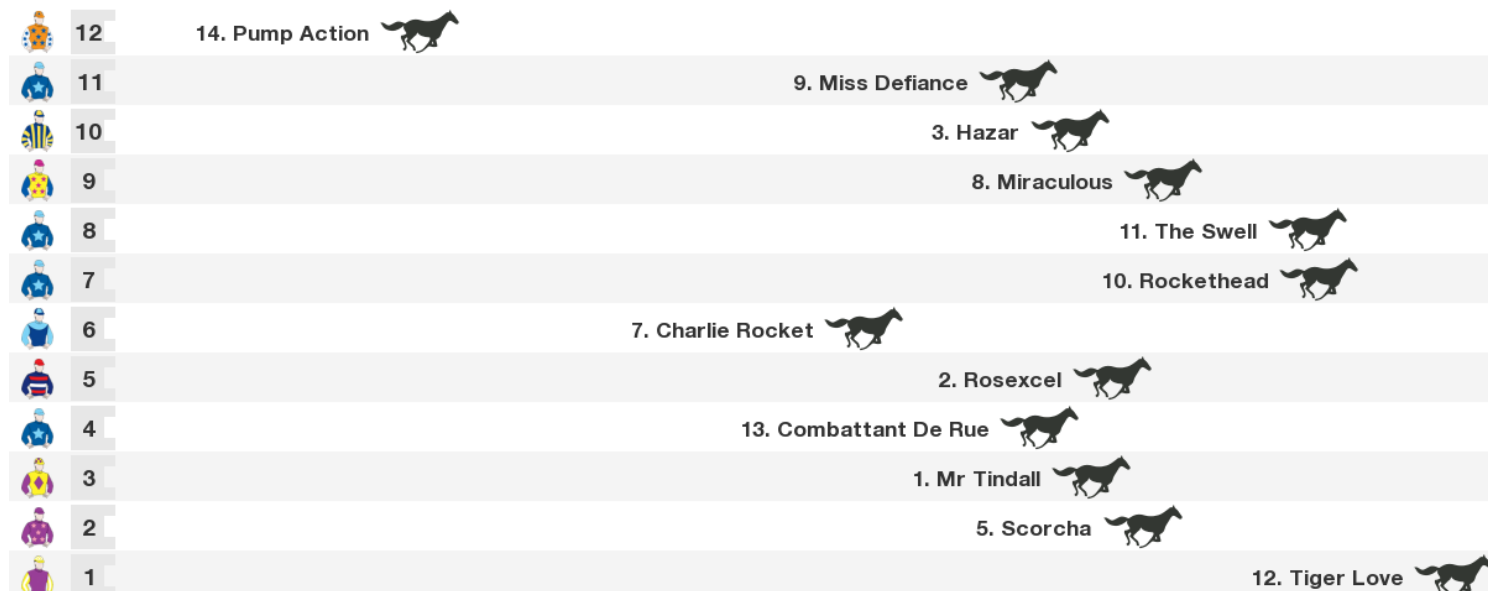 12 14. Pump Action
11 9. Miss Defiance
10 3. Hazar
9 8. Miraculous
8 11. The Swell
7 10. Rockethead
6 7. Charlie Rocket
5 2. Rosexcel
4 13. Combattant De Rue
3 1. Mr Tindall
2 5. Scorcha
1 12. Tiger Love